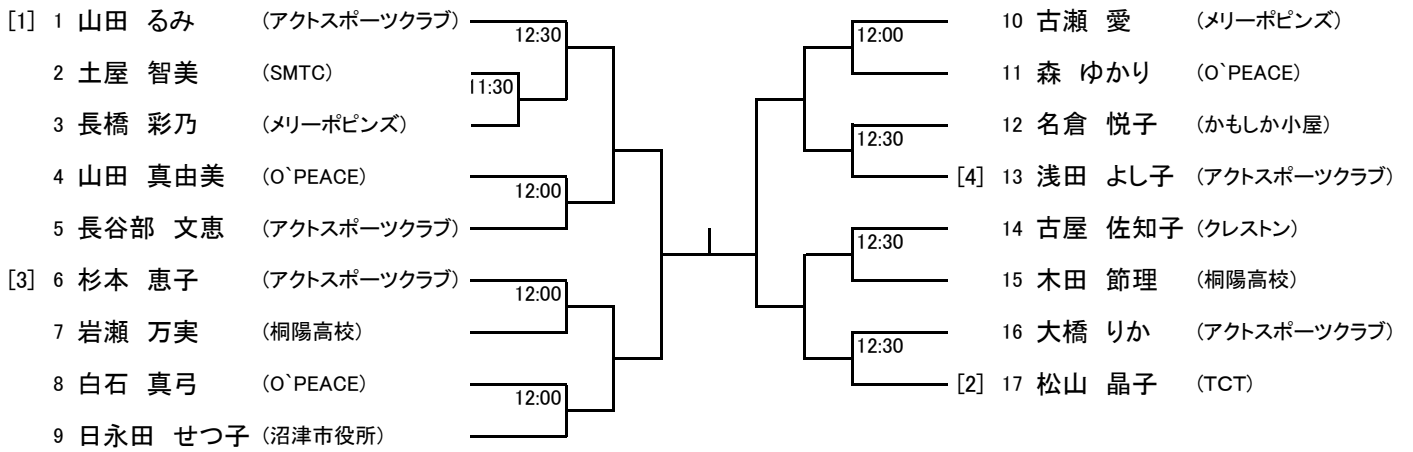 [1] 1 山田 るみ (アクトスポーツクラブ)
12:30
2 土屋 智美 (SMTC)
11:30
3 長橋 彩乃 (メリーポピンズ)
4 山田 真由美 (O`PEACE)
12:00
5 長谷部 文恵 (アクトスポーツクラブ)
[3] 6 杉本 恵子 (アクトスポーツクラブ)
12:00
7 岩瀬 万実 (桐陽高校)
8 白石 真弓 (O`PEACE)
12:00
9 日永田 せつ子 (沼津市役所)
10 古瀬 愛 (メリーポピンズ)
12:00
11 森 ゆかり (O`PEACE)
12 名倉 悦子 (かもしか小屋)
12:30
[4] 13 浅田 よし子 (アクトスポーツクラブ)
14 古屋 佐知子 (クレストン)
12:30
15 木田 節理 (桐陽高校)
16 大橋 りか (アクトスポーツクラブ)
12:30
[2] 17 松山 晶子 (TCT)